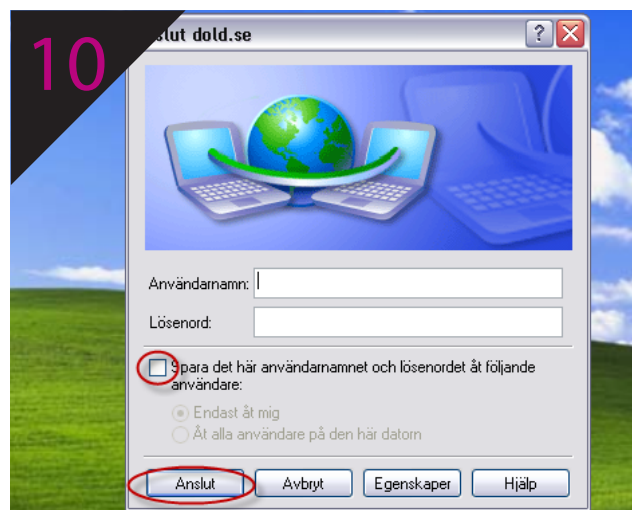 10
slut dold.se
Användarnamn:
Lösenord:
Spara det här användarnamnet och lösenordet åt följande
användare:
Endast åt mig
Åt alla användare på den här datorn
Anslut
Avbryt
Egenskaper
Hjälp